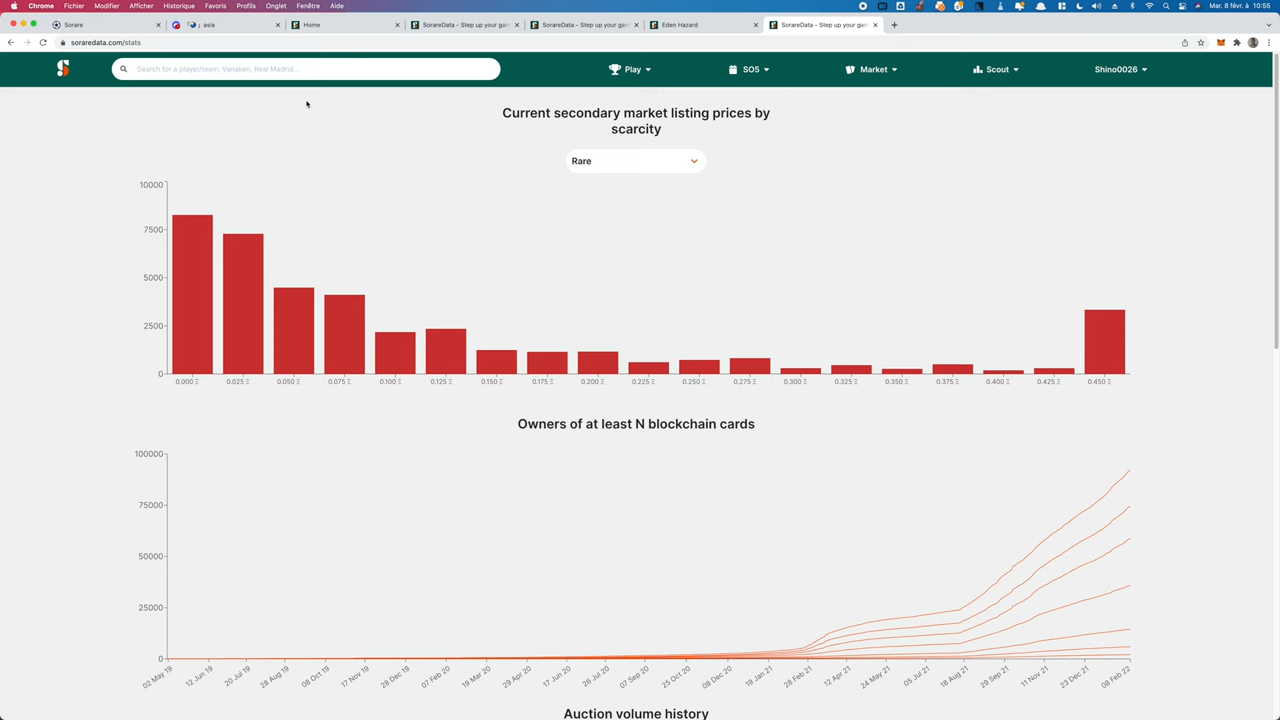 Chrome Fichier Modifier Afficher Historique Favoris Profils Onglet Fenêtre Aide Mar. 8 févr. à 10:55
Sorare asia Home SorareData - Step up your gam SorareData - Step up your gam Eden Hazard SorareData - Step up your gam
soraredata.com/stats
Search for a player/team: Vanaken, Real Madrid... Play SO5 Market Scout Shino0026
Current secondary market listing prices by
scarcity
Rare
10000
7500
5000
2500
0
0.000 Ξ 0.025 Ξ 0.050 Ξ 0.075 Ξ 0.100 Ξ 0.125 Ξ 0.150 Ξ 0.175 Ξ 0.200 Ξ 0.225 Ξ 0.250 Ξ 0.275 Ξ 0.300 Ξ 0.325 Ξ 0.350 Ξ 0.375 Ξ 0.400 Ξ 0.425 Ξ 0.450 Ξ
Owners of at least N blockchain cards
100000
75000
50000
25000
0
02 May 19 12 Jun 19 20 Jul 19 28 Aug 19 08 Oct 19 17 Nov 19 28 Dec 19 01 Feb 20 19 Mar 20 29 Apr 20 17 Jun 20 26 Jul 20 07 Sep 20 25 Oct 20 08 Dec 20 19 Jan 21 28 Feb 21 12 Apr 21 24 May 21 05 Jul 21 18 Aug 21 29 Sep 21 11 Nov 21 23 Dec 21 08 Feb 22
Auction volume history